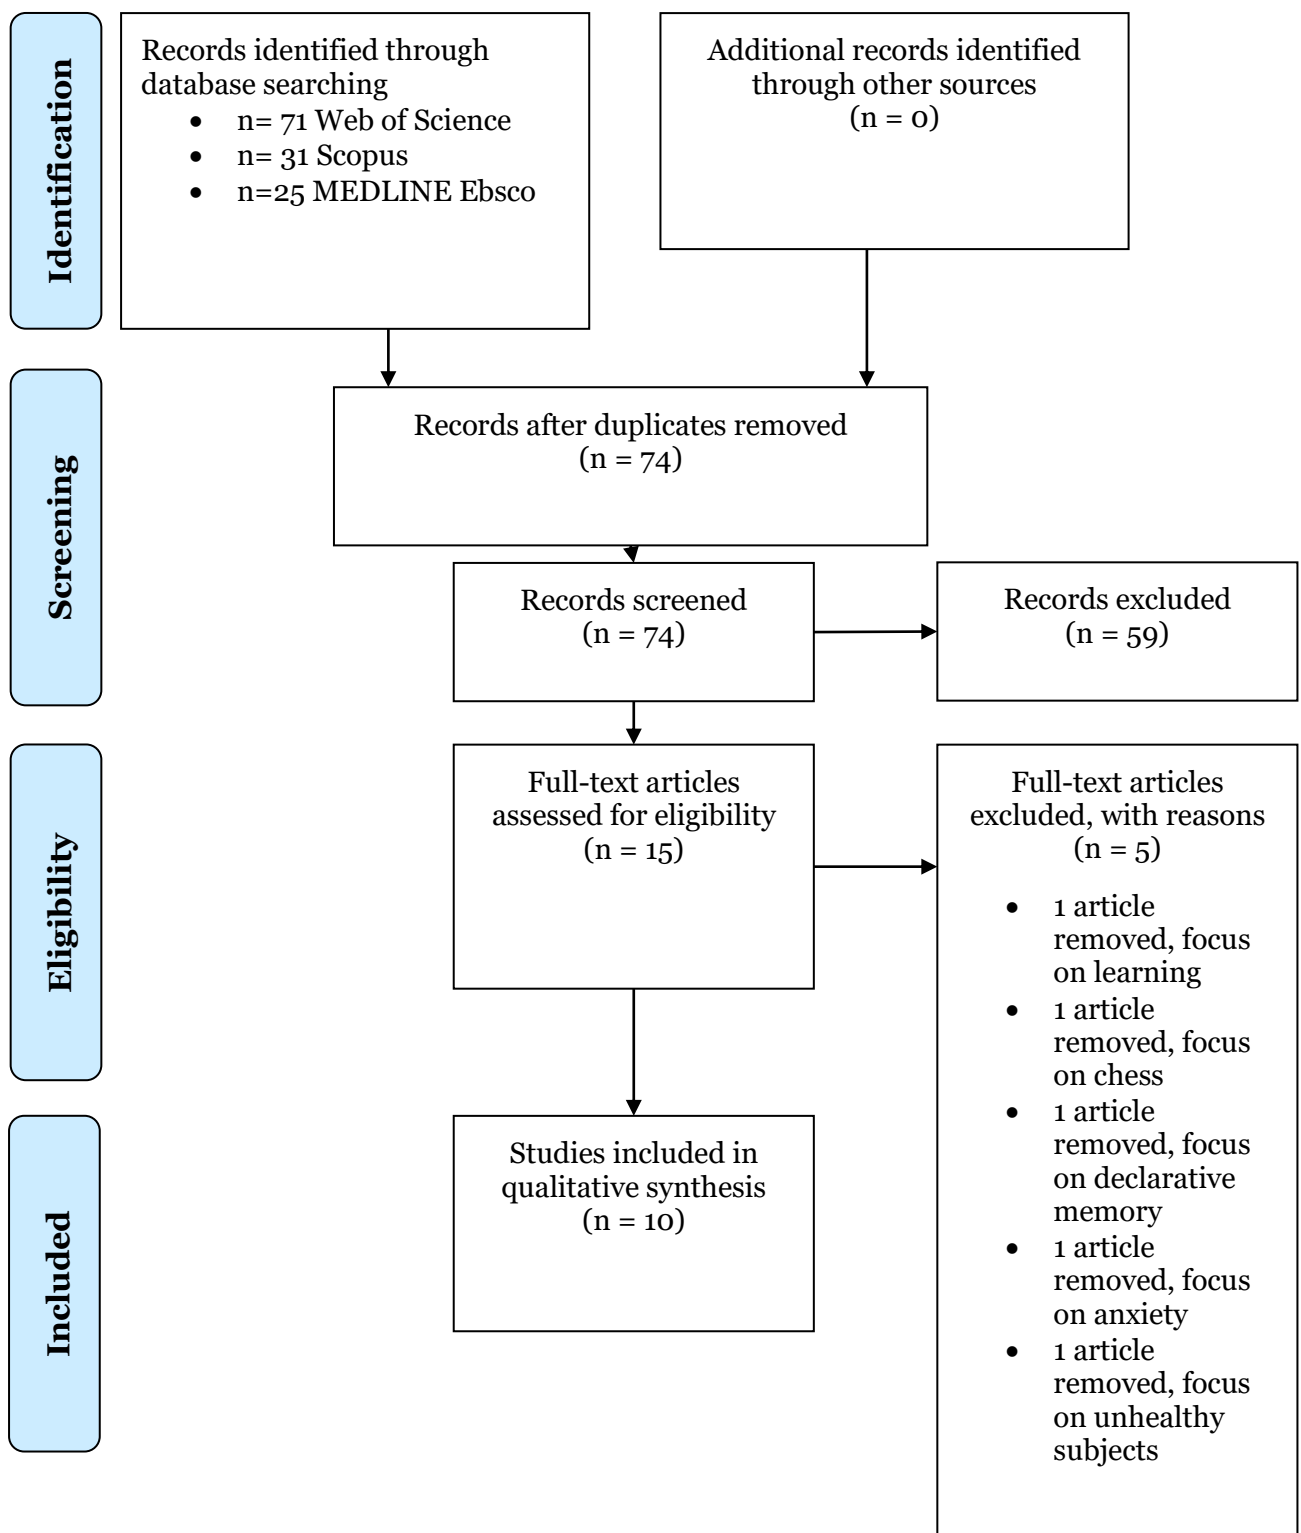 Identification
Records identified through
database searching
• n= 71 Web of Science
• n= 31 Scopus
• n=25 MEDLINE Ebsco
Additional records identified
through other sources
(n = 0)
Screening
Records after duplicates removed
(n = 74)
Records screened
(n = 74)
Records excluded
(n = 59)
Eligibility
Full-text articles
assessed for eligibility
(n = 15)
Full-text articles
excluded, with reasons
(n = 5)
• 1 article
removed, focus
on learning
• 1 article
removed, focus
on chess
• 1 article
removed, focus
on declarative
memory
• 1 article
removed, focus
on anxiety
• 1 article
removed, focus
on unhealthy
subjects
Included
Studies included in
qualitative synthesis
(n = 10)